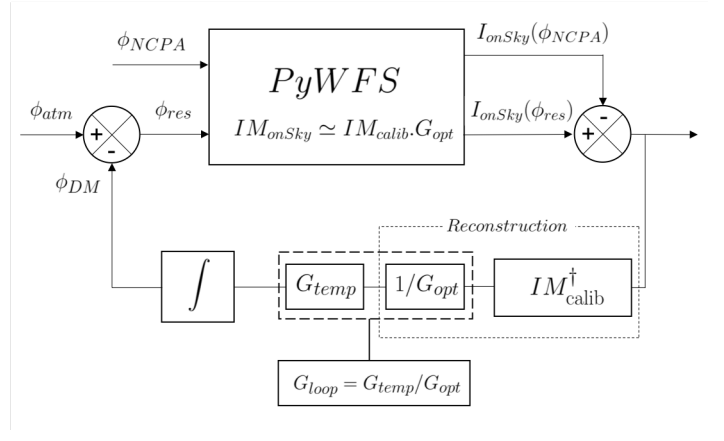 ϕ_NCPA
I_onSky(ϕ_NCPA)
PyWFS
ϕ_atm
ϕ_res
IM_onSky ≃ IM_calib.G_opt
I_onSky(ϕ_res)
+
-
-
+
ϕ_DM
Reconstruction
∫
G_temp
1/G_opt
IM†_calib
G_loop = G_temp/G_opt